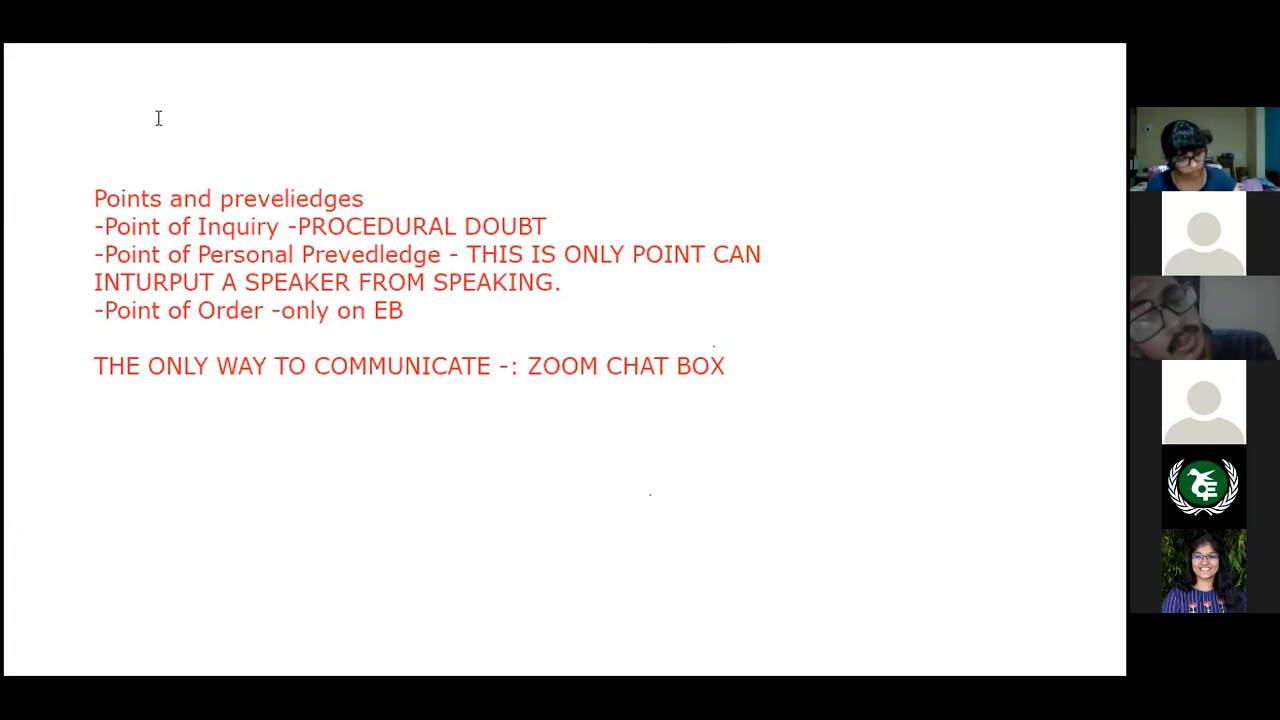 Points and preveliedges
-Point of Inquiry -PROCEDURAL DOUBT
-Point of Personal Prevedledge - THIS IS ONLY POINT CAN
INTURPUT A SPEAKER FROM SPEAKING.
-Point of Order -only on EB
THE ONLY WAY TO COMMUNICATE -: ZOOM CHAT BOX